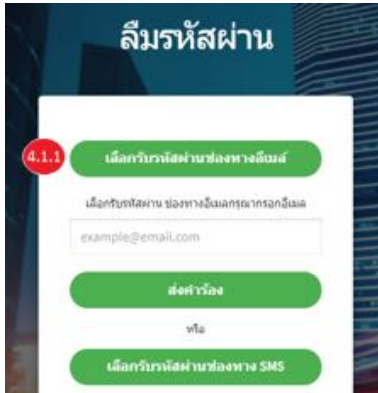 ลืมรหัสผ่าน
4.1.1
เลือกรับรหัสผ่านช่องทางอีเมล์
เลือกรับรหัสผ่าน ช่องทางอีเมลกรุณากรอกอีเมล
example@email.com
ส่งคำร้อง
หรือ
เลือกรับรหัสผ่านช่องทาง SMS